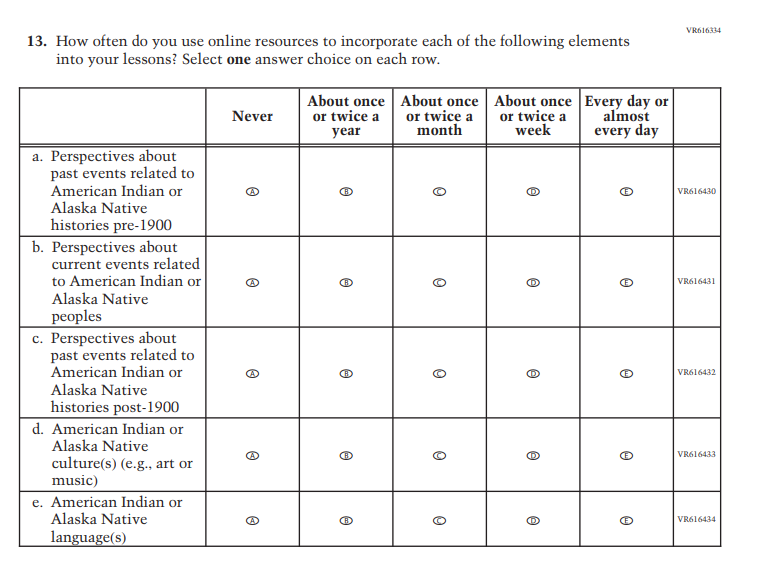 VR616334
13. How often do you use online resources to incorporate each of the following elements
into your lessons? Select one answer choice on each row.
Never
About once
or twice a
year
About once
or twice a
month
About once
or twice a
week
Every day or
almost
every day
a. Perspectives about
past events related to
American Indian or
Alaska Native
histories pre-1900
A B C D E VR616430
b. Perspectives about
current events related
to American Indian or
Alaska Native
peoples
A B C D E VR616431
c. Perspectives about
past events related to
American Indian or
Alaska Native
histories post-1900
A B C D E VR616432
d. American Indian or
Alaska Native
culture(s) (e.g., art or
music)
A B C D E VR616433
e. American Indian or
Alaska Native
language(s)
A B C D E VR616434